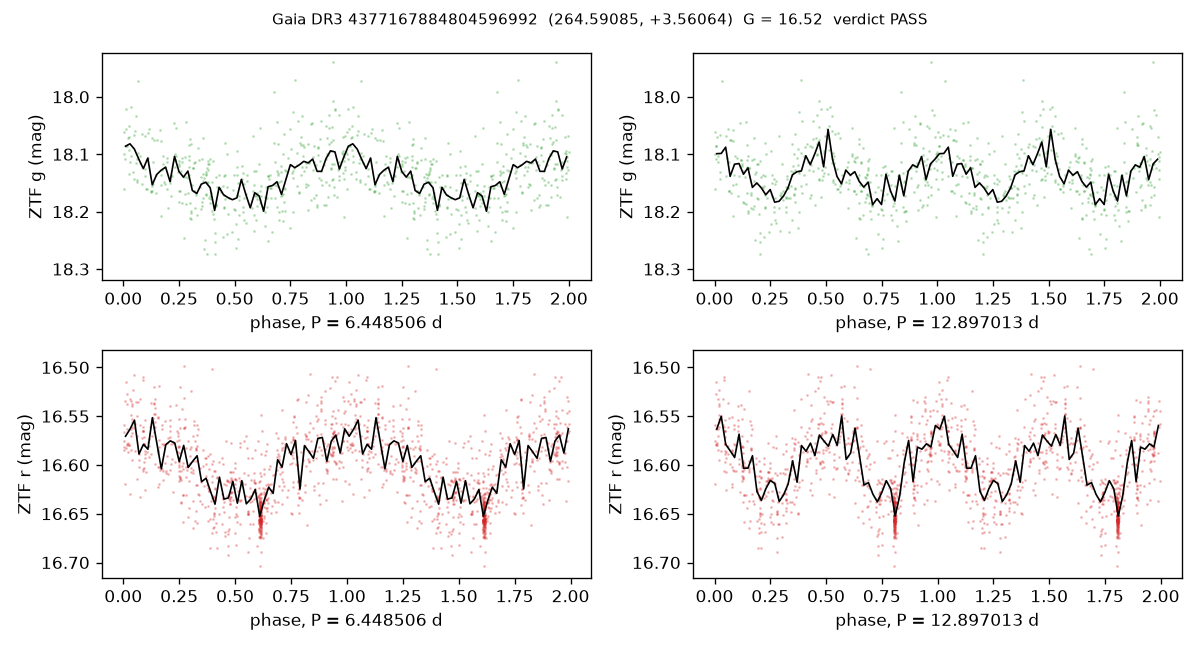 Gaia DR3 4377167884804596992  (264.59085, +3.56064)  G = 16.52  verdict PASS
ZTF g (mag)
18.0
18.1
18.2
18.3
0.00 0.25 0.50 0.75 1.00 1.25 1.50 1.75 2.00
phase, P = 6.448506 d
ZTF g (mag)
18.0
18.1
18.2
18.3
0.00 0.25 0.50 0.75 1.00 1.25 1.50 1.75 2.00
phase, P = 12.897013 d
ZTF r (mag)
16.50
16.55
16.60
16.65
16.70
0.00 0.25 0.50 0.75 1.00 1.25 1.50 1.75 2.00
phase, P = 6.448506 d
ZTF r (mag)
16.50
16.55
16.60
16.65
16.70
0.00 0.25 0.50 0.75 1.00 1.25 1.50 1.75 2.00
phase, P = 12.897013 d